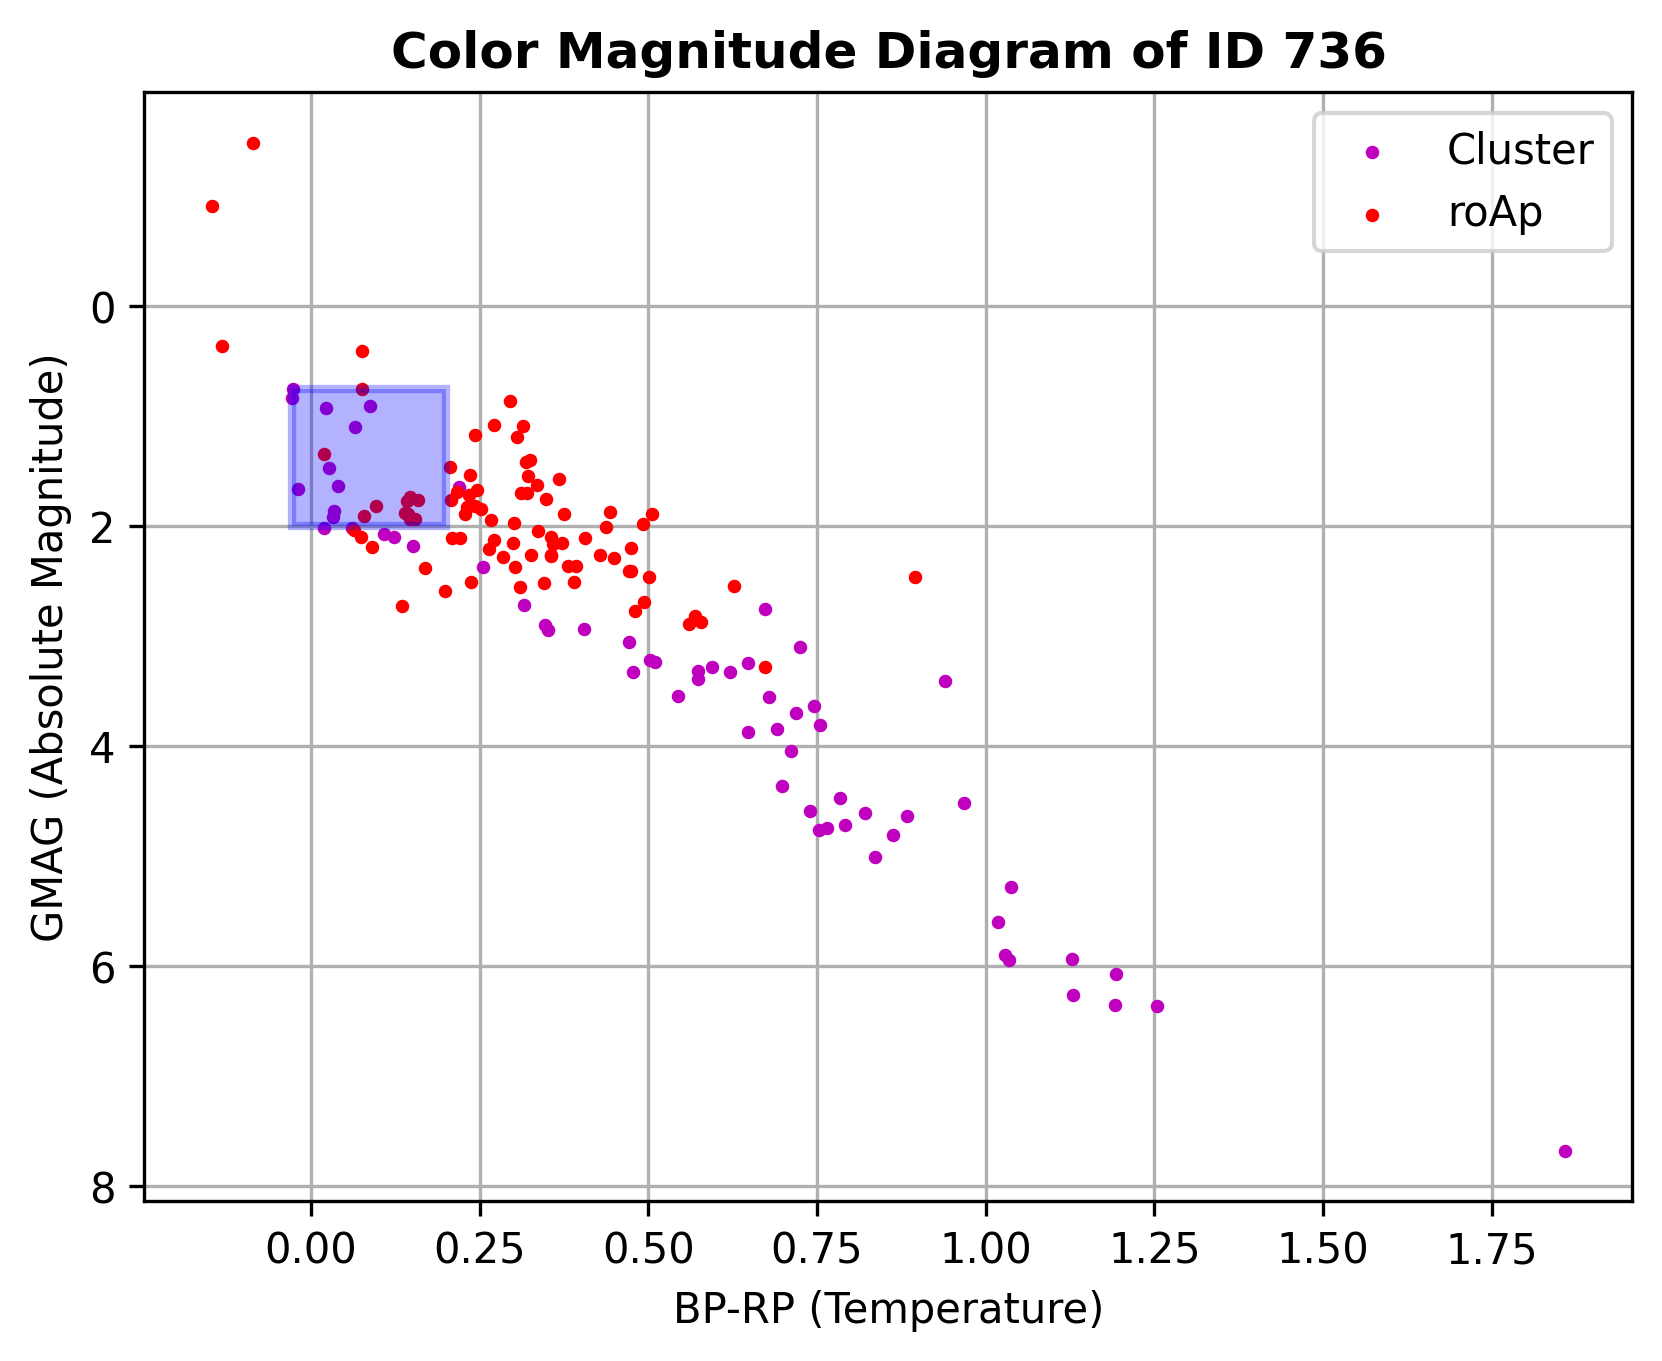 Color Magnitude Diagram of ID 736
Cluster
roAp
GMAG (Absolute Magnitude)
0
2
4
6
8
0.00 0.25 0.50 0.75 1.00 1.25 1.50 1.75
BP-RP (Temperature)